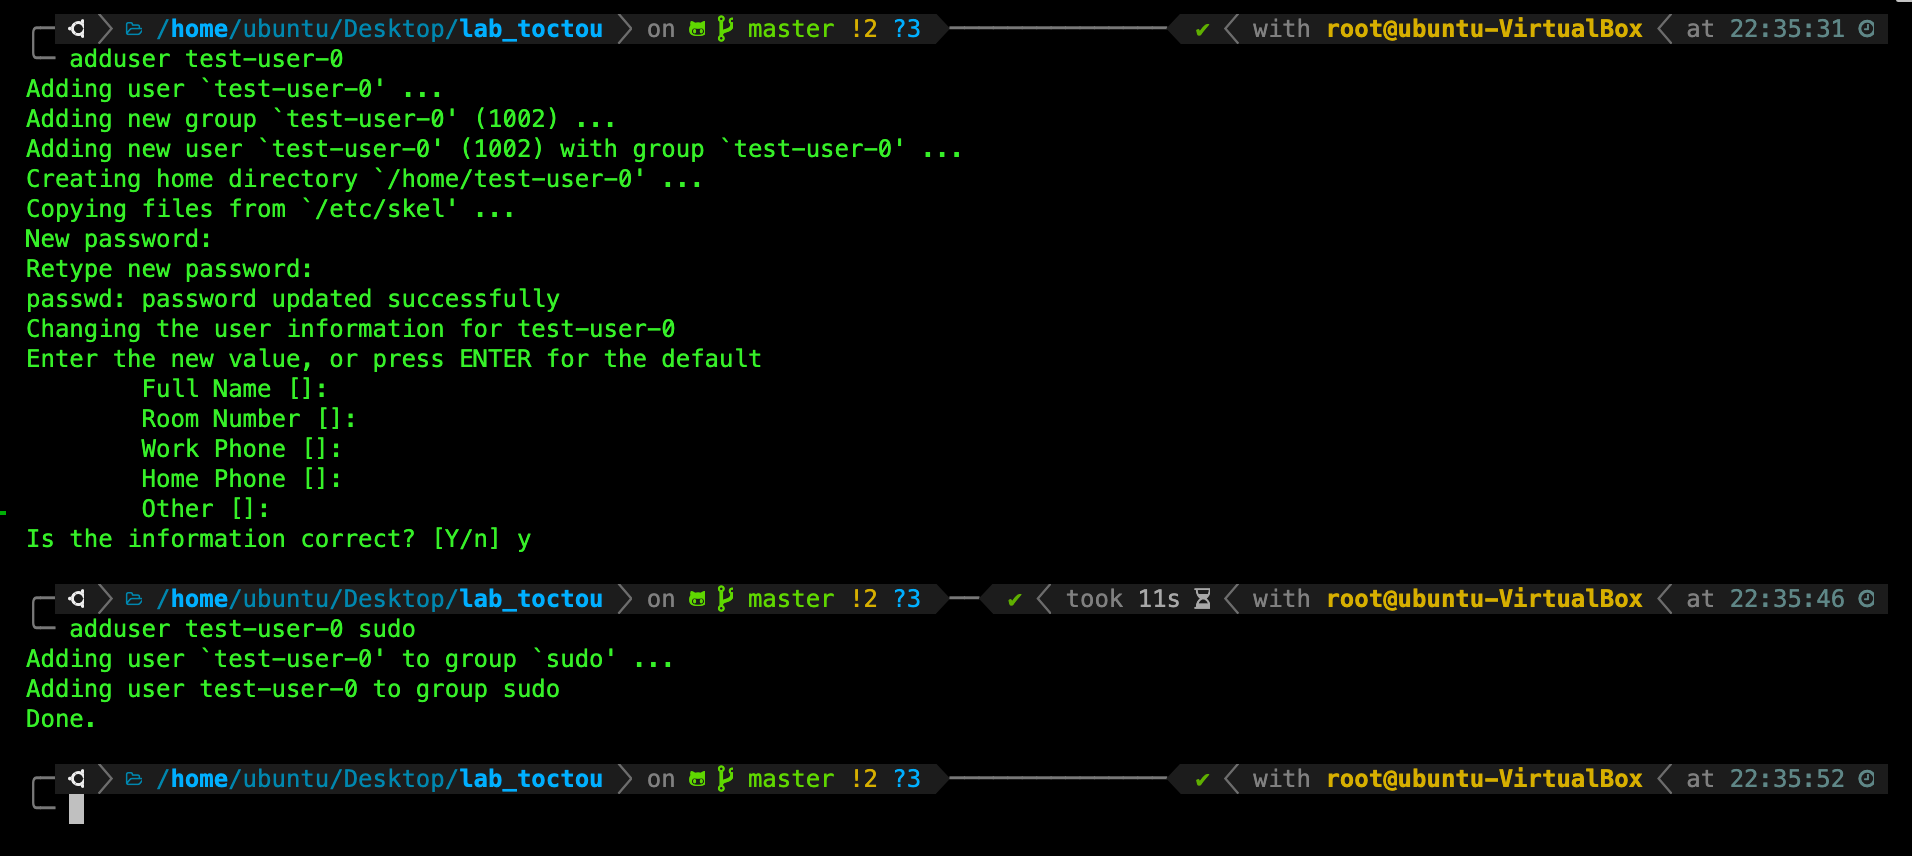 /home/ubuntu/Desktop/lab_toctou on master !2 ?3 ✔ with root@ubuntu-VirtualBox at 22:35:31
adduser test-user-0
Adding user `test-user-0' ...
Adding new group `test-user-0' (1002) ...
Adding new user `test-user-0' (1002) with group `test-user-0' ...
Creating home directory `/home/test-user-0' ...
Copying files from `/etc/skel' ...
New password:
Retype new password:
passwd: password updated successfully
Changing the user information for test-user-0
Enter the new value, or press ENTER for the default
Full Name []:
Room Number []:
Work Phone []:
Home Phone []:
Other []:
Is the information correct? [Y/n] y
/home/ubuntu/Desktop/lab_toctou on master !2 ?3 ✔ took 11s with root@ubuntu-VirtualBox at 22:35:46
adduser test-user-0 sudo
Adding user `test-user-0' to group `sudo' ...
Adding user test-user-0 to group sudo
Done.
/home/ubuntu/Desktop/lab_toctou on master !2 ?3 ✔ with root@ubuntu-VirtualBox at 22:35:52